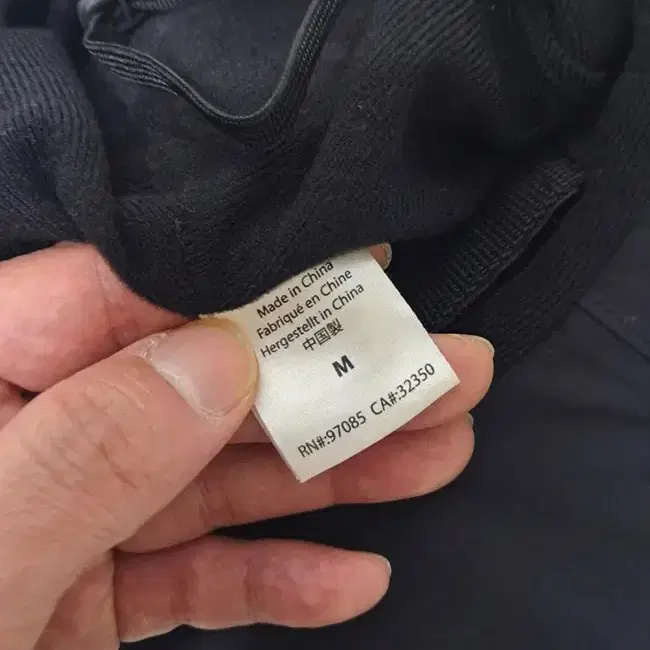 Made in China
Fabriqué en Chine
Hergestellt in China
中国製
M
RN#:97085 CA#:32350